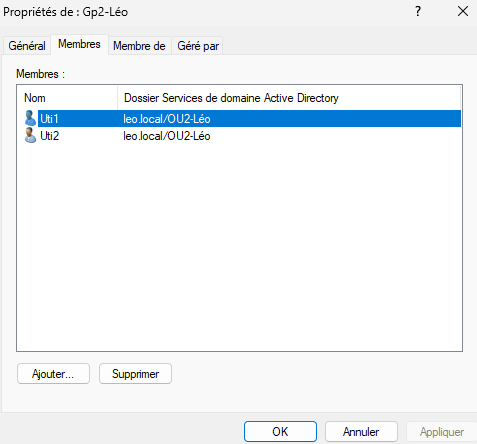 Propriétés de : Gp2-Léo ? ×
Général Membres Membre de Géré par
Membres :
Nom Dossier Services de domaine Active Directory
Uti1 leo.local/OU2-Léo
Uti2 leo.local/OU2-Léo
Ajouter... Supprimer
OK Annuler Appliquer